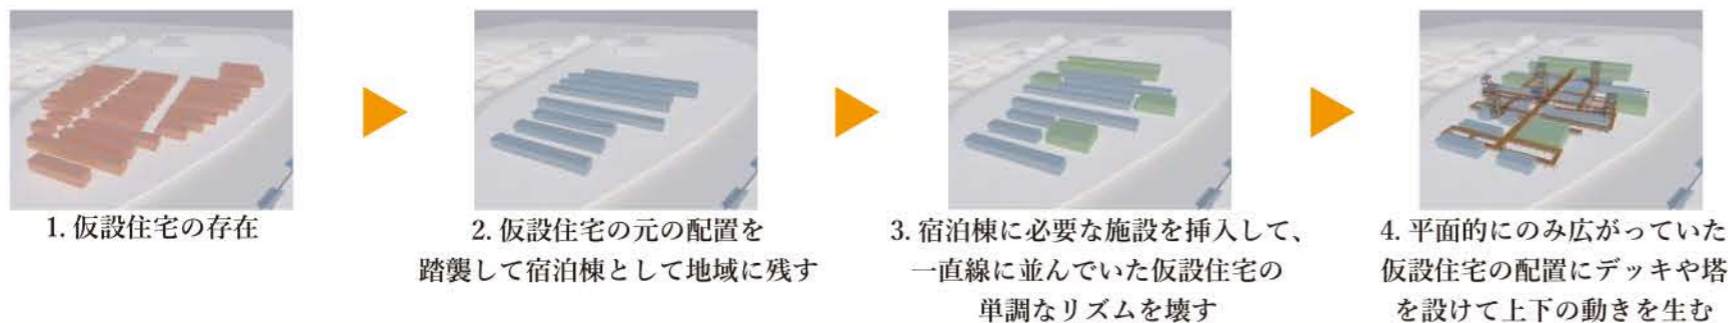 1. 仮設住宅の存在
2. 仮設住宅の元の配置を
踏襲して宿泊棟として地域に残す
3. 宿泊棟に必要な施設を挿入して、
一直線に並んでいた仮設住宅の
単調なリズムを壊す
4. 平面的にのみ広がっていた
仮設住宅の配置にデッキや塔
を設けて上下の動きを生む